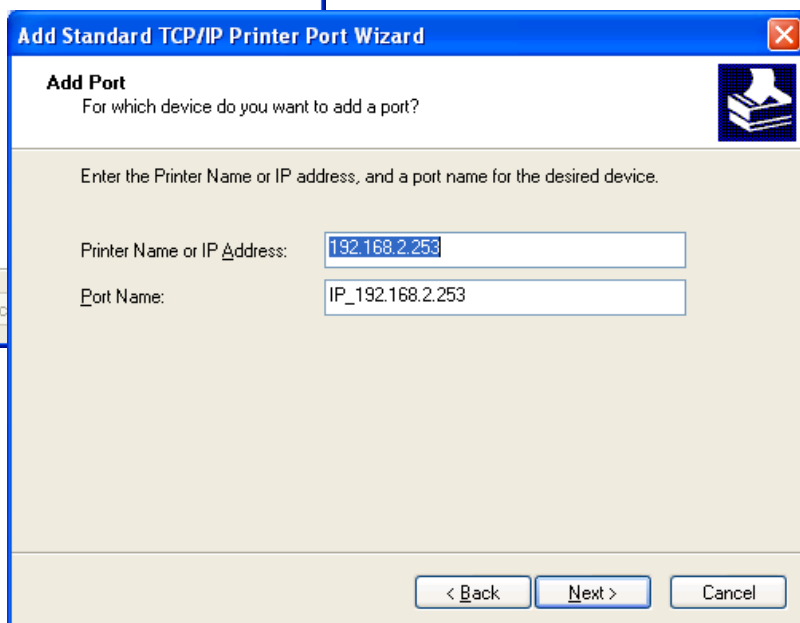 Add Standard TCP/IP Printer Port Wizard
Add Port
For which device do you want to add a port?
Enter the Printer Name or IP address, and a port name for the desired device.
Printer Name or IP Address: 192.168.2.253
Port Name: IP_192.168.2.253
< Back Next > Cancel